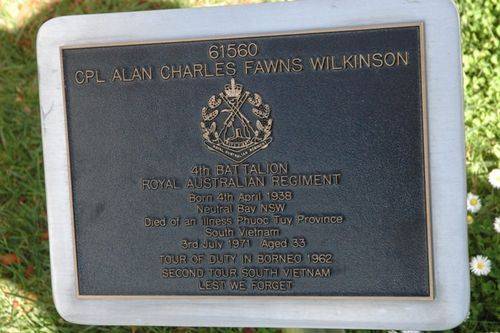 61560
CPL ALAN CHARLES FAWNS WILKINSON
4th BATTALION
ROYAL AUSTRALIAN REGIMENT
Born 4th April 1938
Neutral Bay NSW
Died of an illness Phuoc Tuy Province
South Vietnam
3rd July 1971 Aged 33
TOUR OF DUTY IN BORNEO 1962
SECOND TOUR SOUTH VIETNAM
LEST WE FORGET